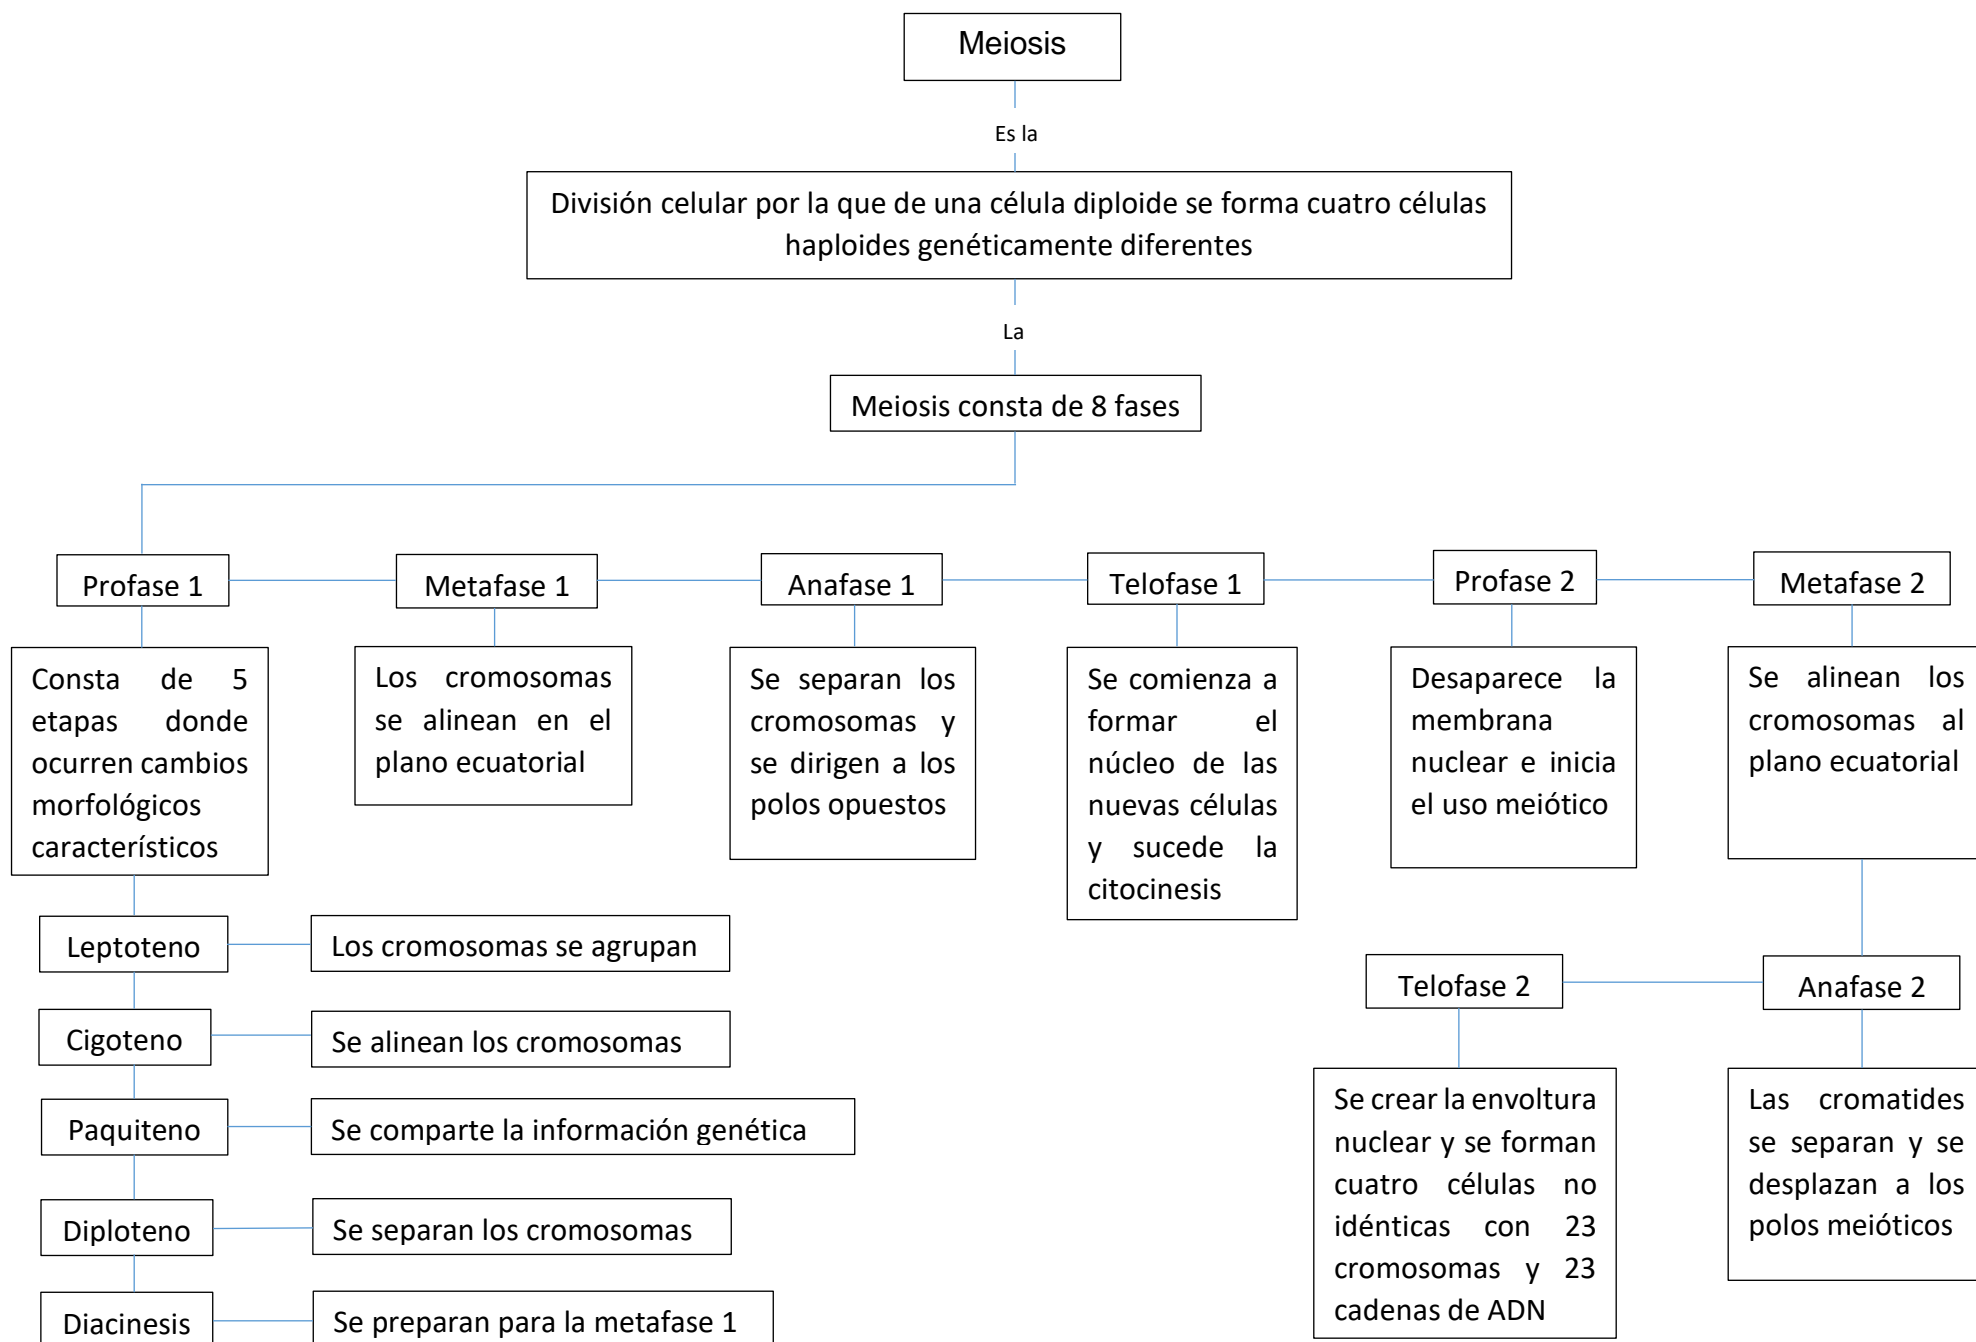 Meiosis
Es la
División celular por la que de una célula diploide se forma cuatro células
haploides genéticamente diferentes
La
Meiosis consta de 8 fases
Profase 1
Metafase 1
Anafase 1
Telofase 1
Profase 2
Metafase 2
Consta de 5
etapas donde
ocurren cambios
morfológicos
característicos
Los cromosomas
se alinean en el
plano ecuatorial
Se separan los
cromosomas y
se dirigen a los
polos opuestos
Se comienza a
formar el
núcleo de las
nuevas células
y sucede la
citocinesis
Desaparece la
membrana
nuclear e inicia
el uso meiótico
Se alinean los
cromosomas al
plano ecuatorial
Leptoteno
Los cromosomas se agrupan
Cigoteno
Se alinean los cromosomas
Paquiteno
Se comparte la información genética
Diploteno
Se separan los cromosomas
Diacinesis
Se preparan para la metafase 1
Telofase 2
Anafase 2
Se crear la envoltura
nuclear y se forman
cuatro células no
idénticas con 23
cromosomas y 23
cadenas de ADN
Las cromatides
se separan y se
desplazan a los
polos meióticos